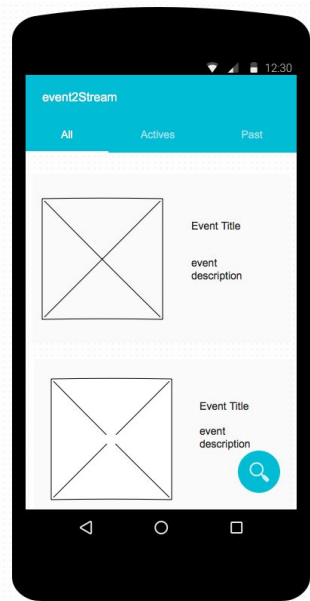 12:30
event2Stream
All Actives Past
Event Title
event
description
Event Title
event
description